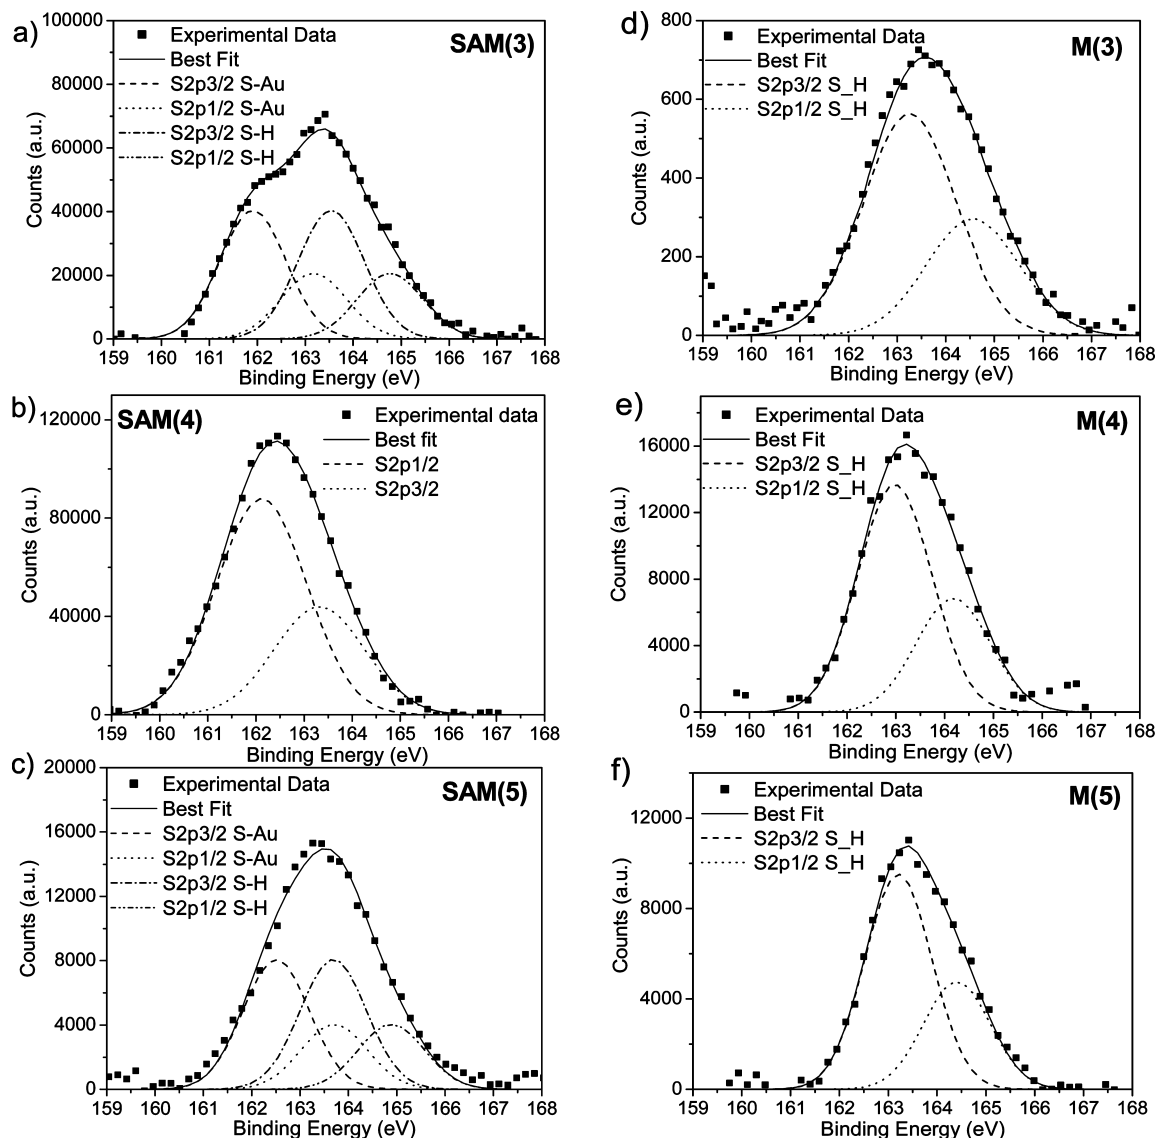 a)
SAM(3)
Experimental Data
Best Fit
S2p3/2 S-Au
S2p1/2 S-Au
S2p3/2 S-H
S2p1/2 S-H
Counts (a.u.)
100000
80000
60000
40000
20000
0
159 160 161 162 163 164 165 166 167 168
Binding Energy (eV)
d)
M(3)
Experimental Data
Best Fit
S2p3/2 S_H
S2p1/2 S_H
Counts (a.u.)
800
600
400
200
0
159 160 161 162 163 164 165 166 167 168
Binding Energy (eV)
b)
SAM(4)
Experimental data
Best fit
S2p1/2
S2p3/2
Counts (a.u.)
120000
80000
40000
0
159 160 161 162 163 164 165 166 167 168
Binding Energy (eV)
e)
M(4)
Experimental Data
Best Fit
S2p3/2 S_H
S2p1/2 S_H
Counts (a.u.)
16000
12000
8000
4000
0
159 160 161 162 163 164 165 166 167 168
Binding Energy (eV)
c)
SAM(5)
Experimental Data
Best Fit
S2p3/2 S-Au
S2p1/2 S-Au
S2p3/2 S-H
S2p1/2 S-H
Counts (a.u.)
20000
16000
12000
8000
4000
0
159 160 161 162 163 164 165 166 167 168
Binding Energy (eV)
f)
M(5)
Experimental Data
Best Fit
S2p3/2 S_H
S2p1/2 S_H
Counts (a.u.)
12000
8000
4000
0
159 160 161 162 163 164 165 166 167 168
Binding Energy (eV)